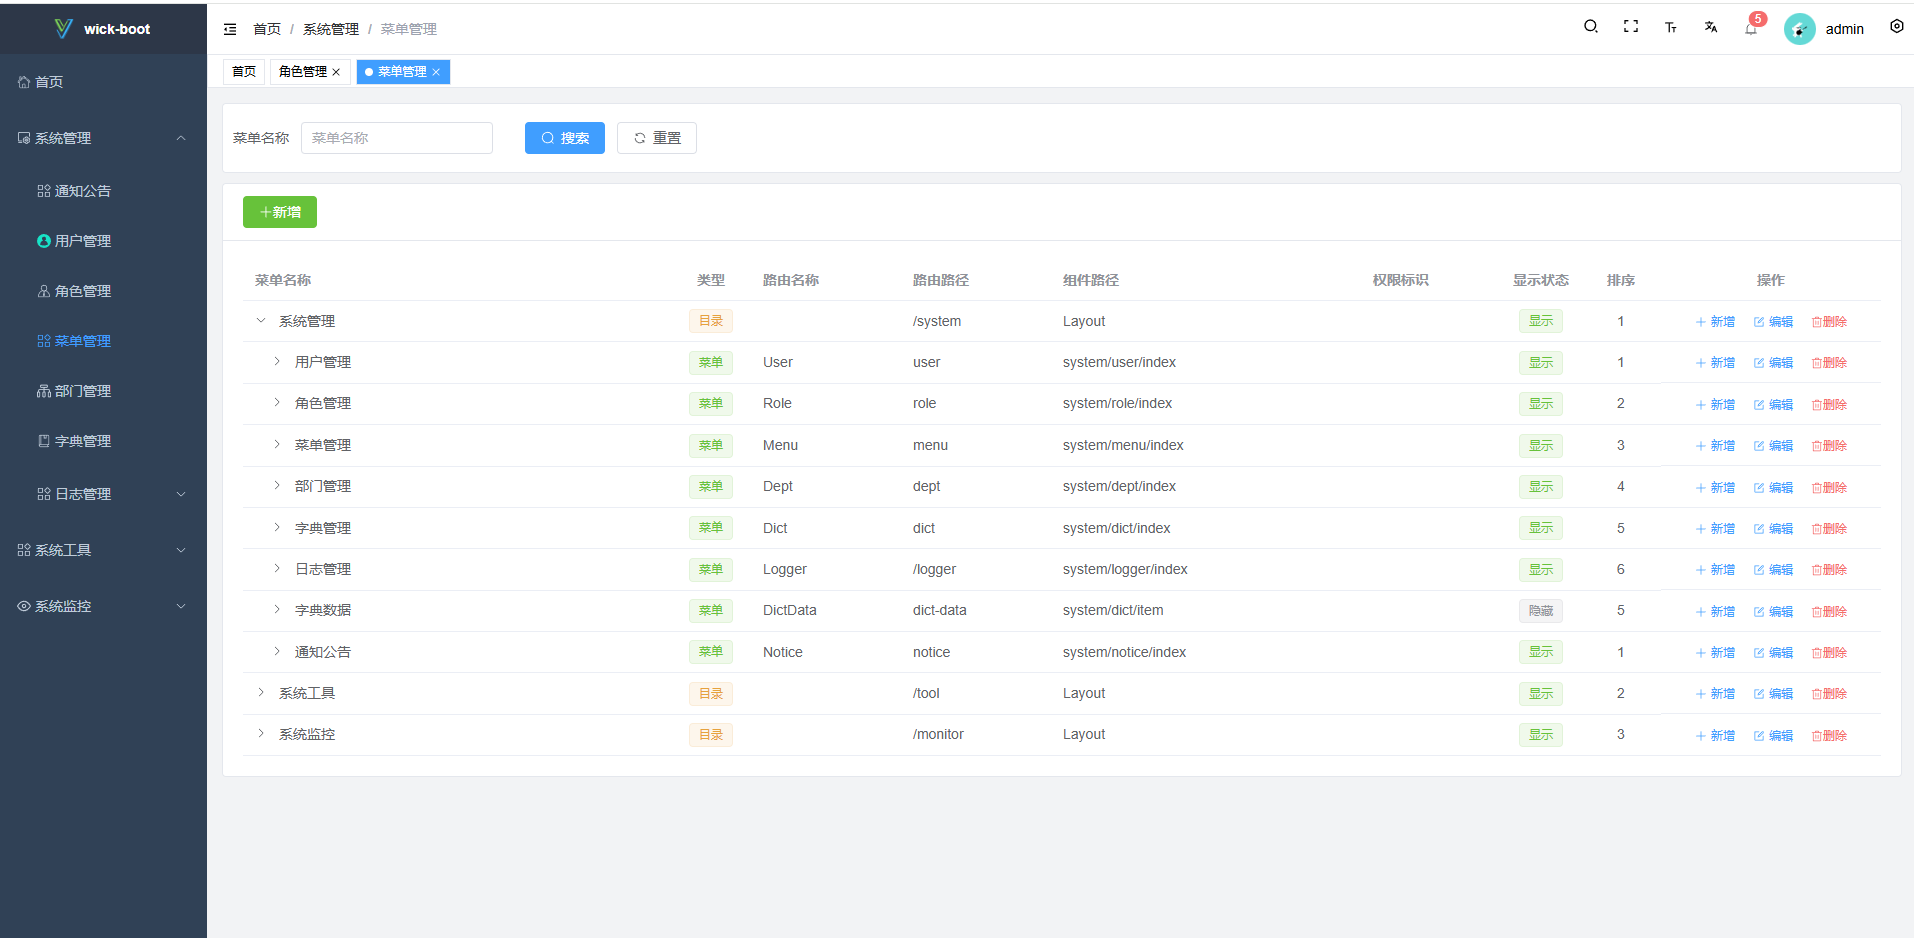 wick-boot
首页
系统管理
通知公告
用户管理
角色管理
菜单管理
部门管理
字典管理
日志管理
系统工具
系统监控
首页 / 系统管理 / 菜单管理
5
admin
首页 角色管理 菜单管理
菜单名称 菜单名称 搜索 重置
新增
菜单名称 类型 路由名称 路由路径 组件路径 权限标识 显示状态 排序 操作
系统管理 目录 /system Layout 显示 1 新增 编辑 删除
用户管理 菜单 User user system/user/index 显示 1 新增 编辑 删除
角色管理 菜单 Role role system/role/index 显示 2 新增 编辑 删除
菜单管理 菜单 Menu menu system/menu/index 显示 3 新增 编辑 删除
部门管理 菜单 Dept dept system/dept/index 显示 4 新增 编辑 删除
字典管理 菜单 Dict dict system/dict/index 显示 5 新增 编辑 删除
日志管理 菜单 Logger /logger system/logger/index 显示 6 新增 编辑 删除
字典数据 菜单 DictData dict-data system/dict/item 隐藏 5 新增 编辑 删除
通知公告 菜单 Notice notice system/notice/index 显示 1 新增 编辑 删除
系统工具 目录 /tool Layout 显示 2 新增 编辑 删除
系统监控 目录 /monitor Layout 显示 3 新增 编辑 删除